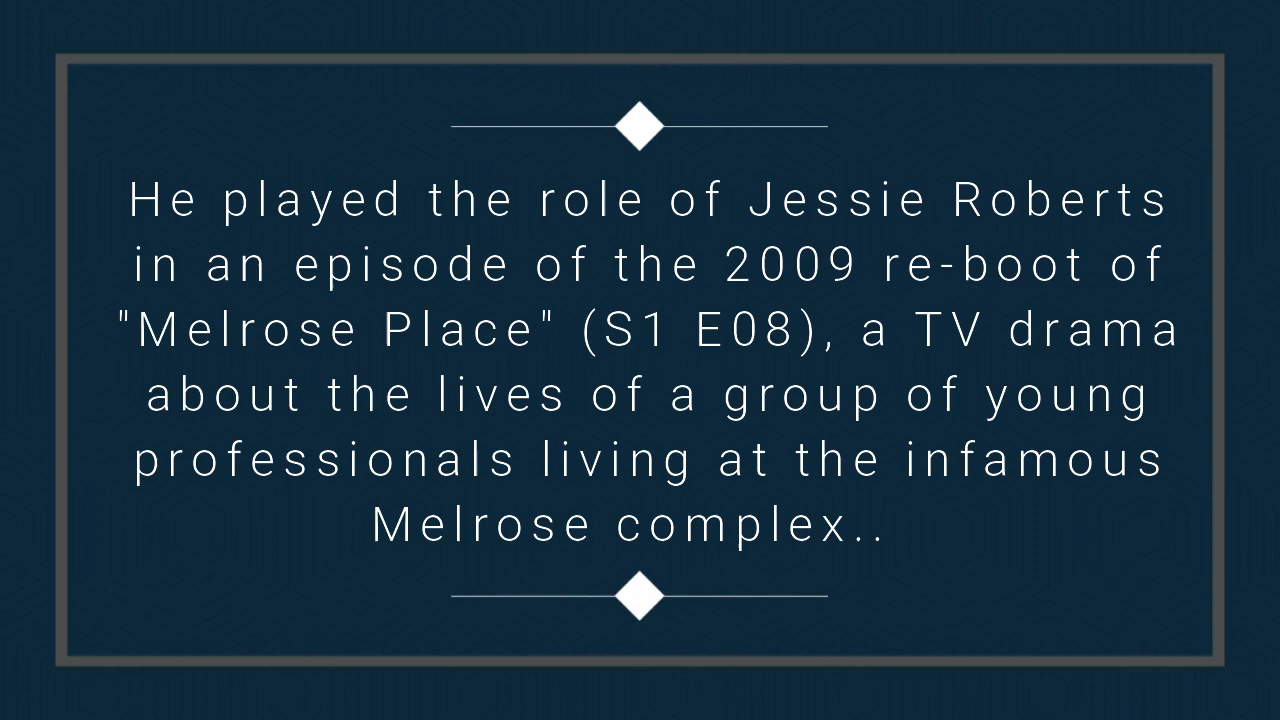 He played the role of Jessie Roberts
in an episode of the 2009 re-boot of
"Melrose Place" (S1 E08), a TV drama
about the lives of a group of young
professionals living at the infamous
Melrose complex..